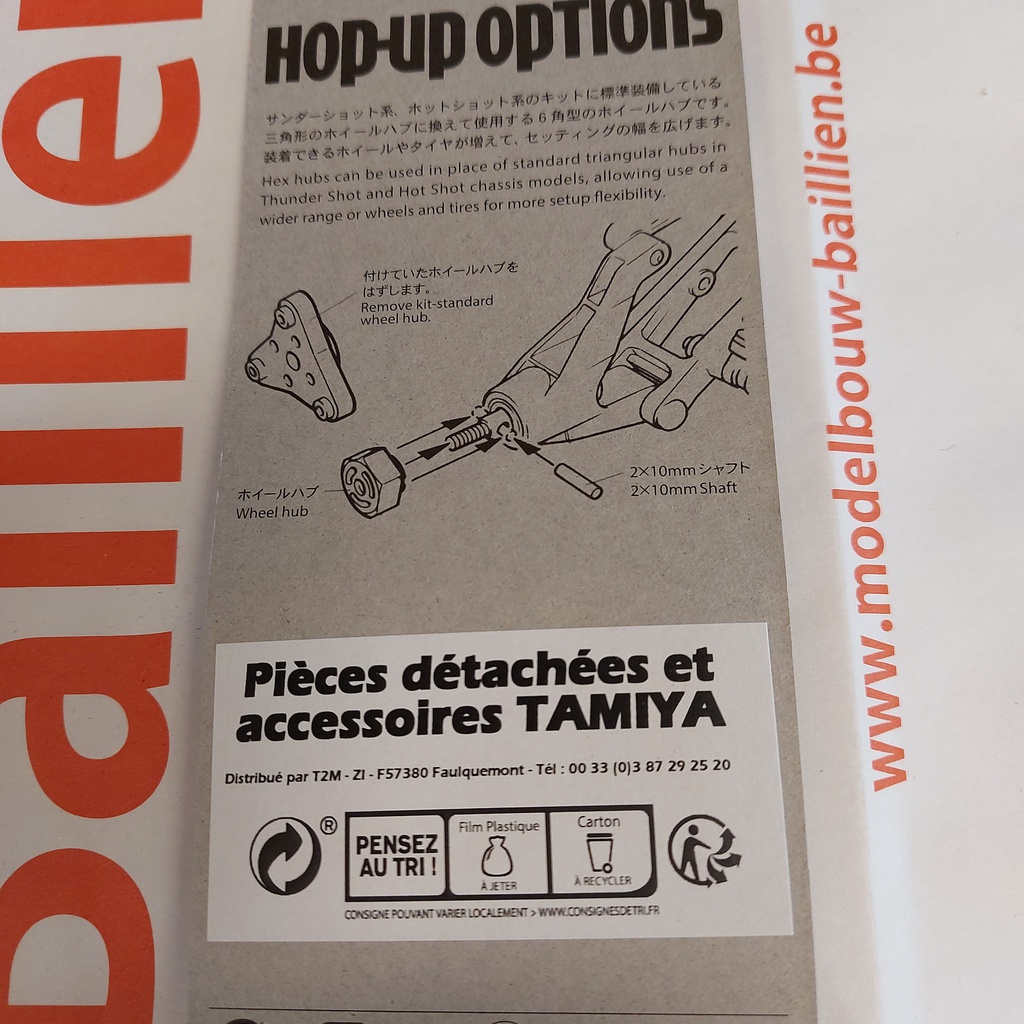 HOP-UP OPTIONS
サンダーショット系、ホットショット系のキットに標準装備している
三角形のホイールハブに換えて使用する6角型のホイールハブです。
装着できるホイールやタイヤが増えて、セッティングの幅を広げます。
Hex hubs can be used in place of standard triangular hubs in
Thunder Shot and Hot Shot chassis models, allowing use of a
wider range or wheels and tires for more setup flexibility.
付けていたホイールハブを
はずします。
Remove kit-standard
wheel hub.
ホイールハブ
Wheel hub
2×10mmシャフト
2×10mm Shaft
Pièces détachées et
accessoires TAMIYA
Distribué par T2M - ZI - F57380 Faulquemont - Tél : 00 33 (0)3 87 29 25 20
®
PENSEZ
AU TRI !
Film Plastique
À JETER
Carton
À RECYCLER
CONSIGNE POUVANT VARIER LOCALEMENT > WWW.CONSIGNESDETRI.FR
www.modelbouw-baillien.be
Baillie